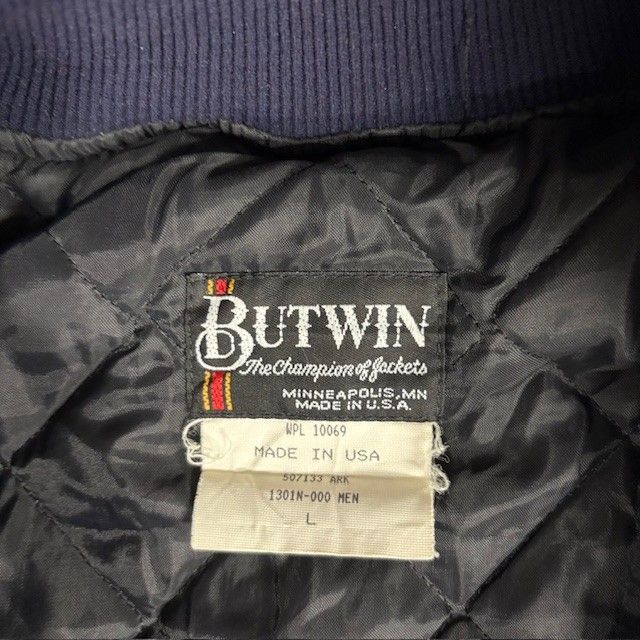 BUTWIN
The Champion of Jackets
MINNEAPOLIS, MN
MADE IN U.S.A.
WPL 10069
MADE IN USA
507133 ARK
1301N-000 MEN
L